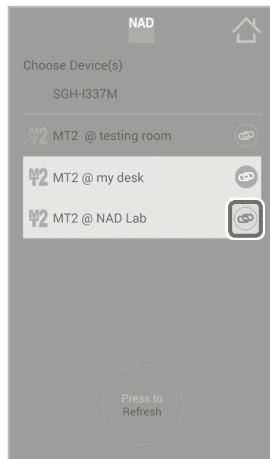 NAD
Choose Device(s)
SGH-I337M
MT2 @ testing room
MT2 @ my desk
MT2 @ NAD Lab
Press to
Refresh